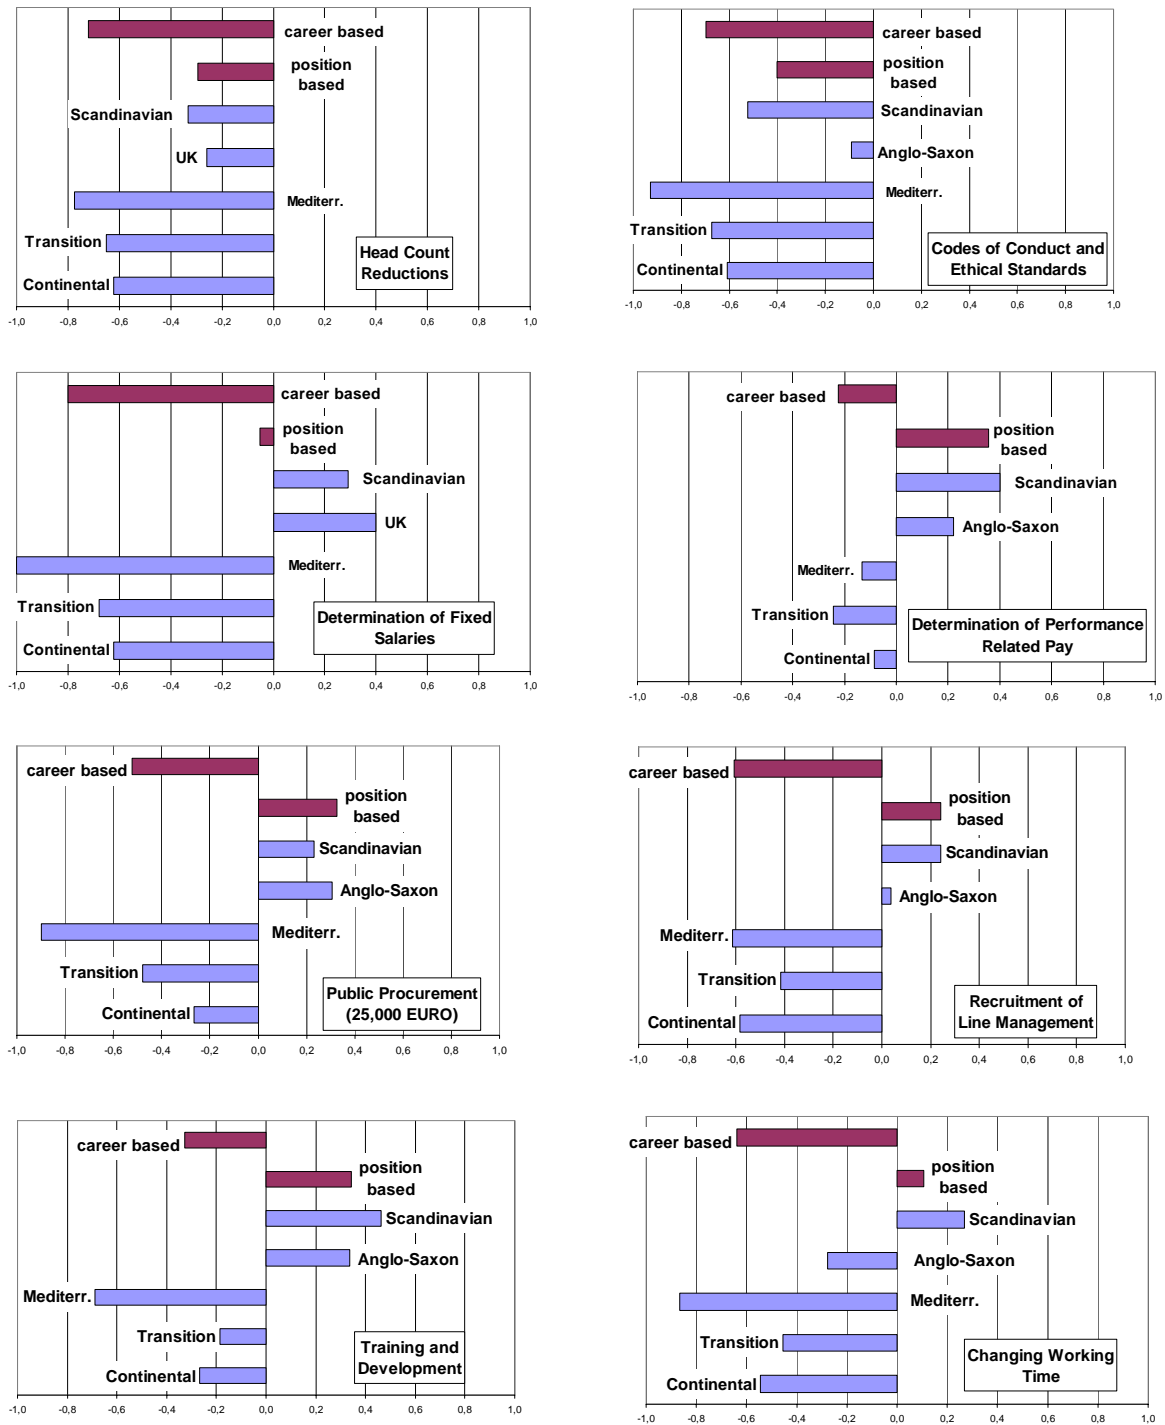 career based
position
based
Scandinavian
UK
Mediterr.
Transition
Continental
Head Count
Reductions
-1,0 -0,8 -0,6 -0,4 -0,2 0,0 0,2 0,4 0,6 0,8 1,0
career based
position
based
Scandinavian
Anglo-Saxon
Mediterr.
Transition
Continental
Codes of Conduct and
Ethical Standards
-1,0 -0,8 -0,6 -0,4 -0,2 0,0 0,2 0,4 0,6 0,8 1,0
career based
position
based
Scandinavian
UK
Mediterr.
Transition
Continental
Determination of Fixed
Salaries
-1,0 -0,8 -0,6 -0,4 -0,2 0,0 0,2 0,4 0,6 0,8 1,0
career based
position
based
Scandinavian
Anglo-Saxon
Mediterr.
Transition
Continental
Determination of Performance
Related Pay
-1,0 -0,8 -0,6 -0,4 -0,2 0,0 0,2 0,4 0,6 0,8 1,0
career based
position
based
Scandinavian
Anglo-Saxon
Mediterr.
Transition
Continental
Public Procurement
(25,000 EURO)
-1,0 -0,8 -0,6 -0,4 -0,2 0,0 0,2 0,4 0,6 0,8 1,0
career based
position
based
Scandinavian
Anglo-Saxon
Mediterr.
Transition
Continental
Recruitment of
Line Management
-1,0 -0,8 -0,6 -0,4 -0,2 0,0 0,2 0,4 0,6 0,8 1,0
career based
position
based
Scandinavian
Anglo-Saxon
Mediterr.
Transition
Continental
Training and
Development
-1,0 -0,8 -0,6 -0,4 -0,2 0,0 0,2 0,4 0,6 0,8 1,0
career based
position
based
Scandinavian
Anglo-Saxon
Mediterr.
Transition
Continental
Changing Working
Time
-1,0 -0,8 -0,6 -0,4 -0,2 0,0 0,2 0,4 0,6 0,8 1,0